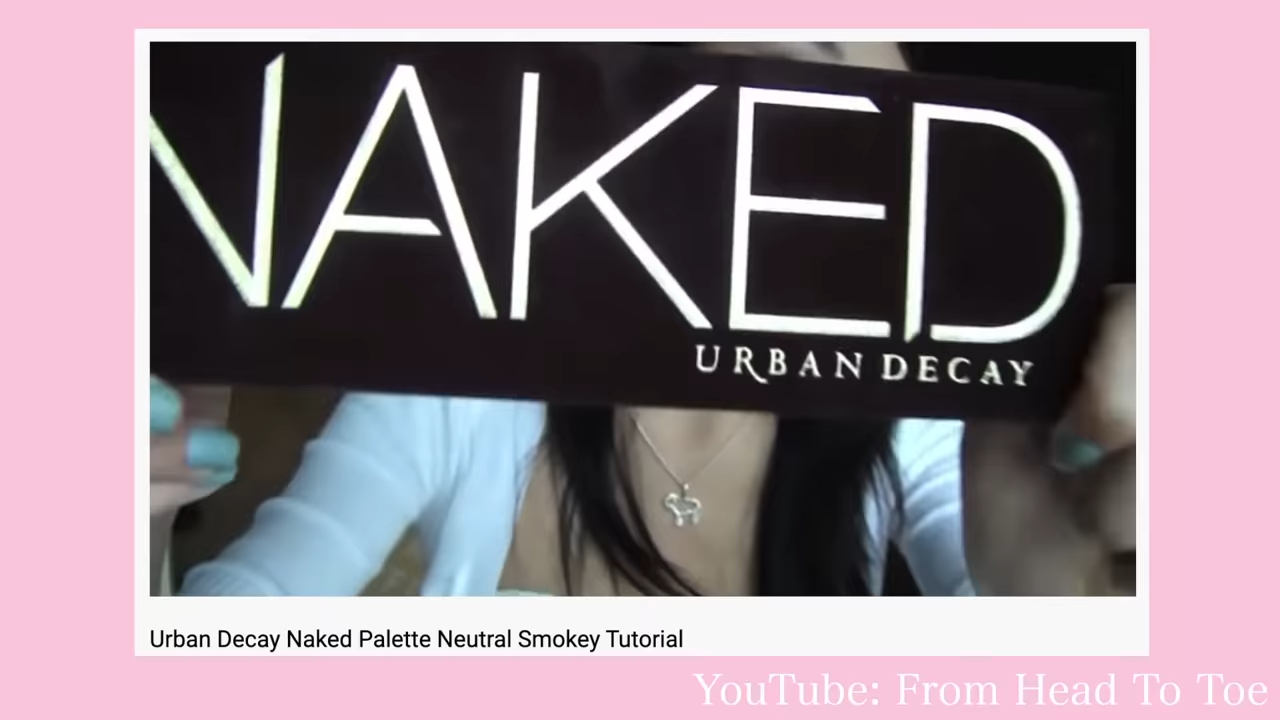 NAKED
URBAN DECAY
Urban Decay Naked Palette Neutral Smokey Tutorial
YouTube: From Head To Toe